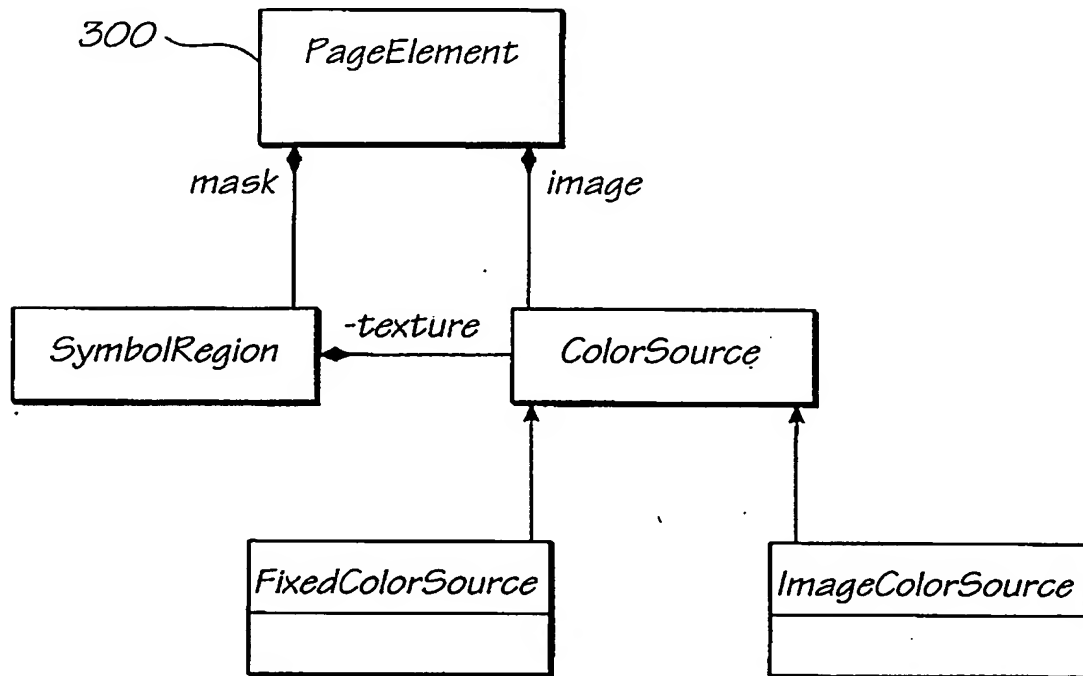 300
PageElement
mask
image
SymbolRegion
-texture
ColorSource
FixedColorSource
ImageColorSource